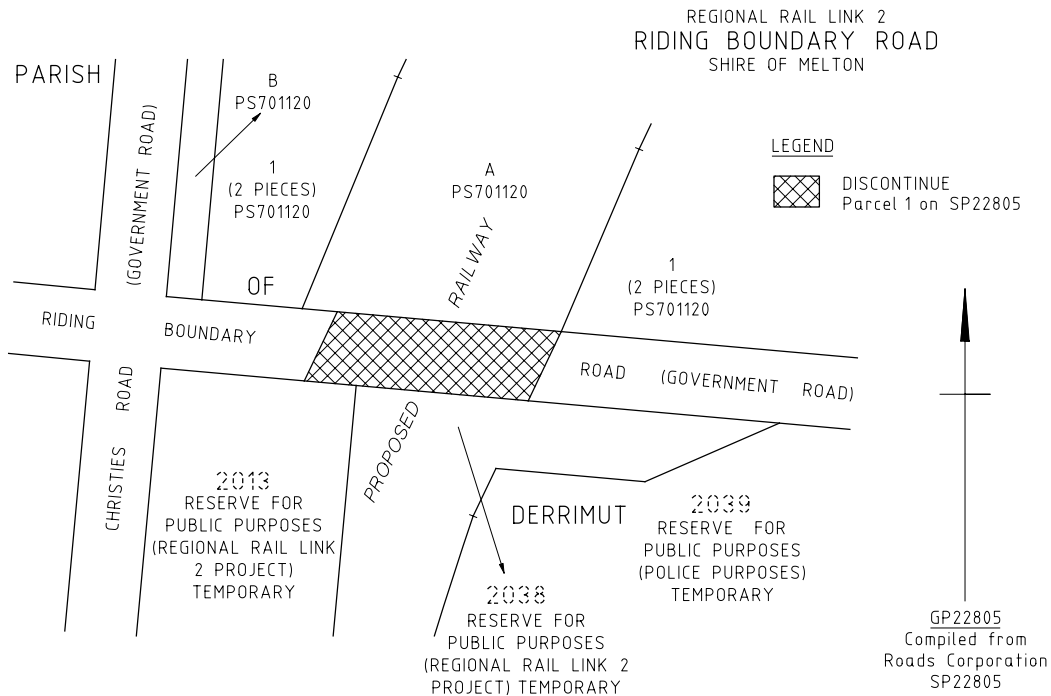 REGIONAL RAIL LINK 2
RIDING BOUNDARY ROAD
SHIRE OF MELTON
PARISH
B
PS701120
(GOVERNMENT ROAD)
1
(2 PIECES)
PS701120
A
PS701120
LEGEND
DISCONTINUE
Parcel 1 on SP22805
RAILWAY
OF
1
(2 PIECES)
PS701120
RIDING BOUNDARY
ROAD (GOVERNMENT ROAD)
CHRISTIES ROAD
PROPOSED
2013
RESERVE FOR
PUBLIC PURPOSES
(REGIONAL RAIL LINK
2 PROJECT)
TEMPORARY
DERRIMUT
2039
RESERVE FOR
PUBLIC PURPOSES
(POLICE PURPOSES)
TEMPORARY
2038
RESERVE FOR
PUBLIC PURPOSES
(REGIONAL RAIL LINK 2
PROJECT) TEMPORARY
GP22805
Compiled from
Roads Corporation
SP22805